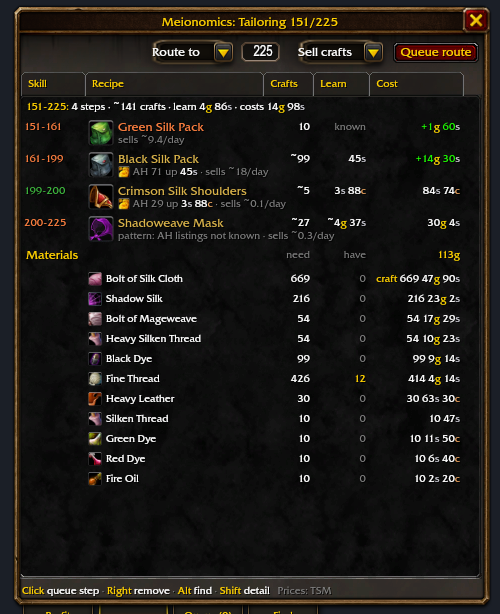 Meionomics: Tailoring 151/225
Route to 225 Sell crafts Queue route
Skill Recipe Crafts Learn Cost
151-225: 4 steps · ~141 crafts · learn 4g 86s · costs 14g 98s
151-161 Green Silk Pack 10 known +1g 60s
sells ~9.4/day
161-199 Black Silk Pack ~99 45s +14g 30s
AH 71 up 45s · sells ~18/day
199-200 Crimson Silk Shoulders ~5 3s 88c 84s 74c
AH 29 up 3s 88c · sells ~0.1/day
200-225 Shadoweave Mask ~27 ~4g 37s 30g 4s
pattern: AH listings not known · sells ~0.3/day
Materials need have 113g
Bolt of Silk Cloth 669 0 craft 669 47g 90s
Shadow Silk 216 0 216 23g 2s
Bolt of Mageweave 54 0 54 17g 29s
Heavy Silken Thread 54 0 54 10g 23s
Black Dye 99 0 99 9g 14s
Fine Thread 426 12 414 4g 14s
Heavy Leather 30 0 30 63s 30c
Silken Thread 10 0 10 47s
Green Dye 10 0 10 11s 50c
Red Dye 10 0 10 6s 40c
Fire Oil 10 0 10 2s 20c
Click queue step · Right remove · Alt find · Shift detail Prices: TSM